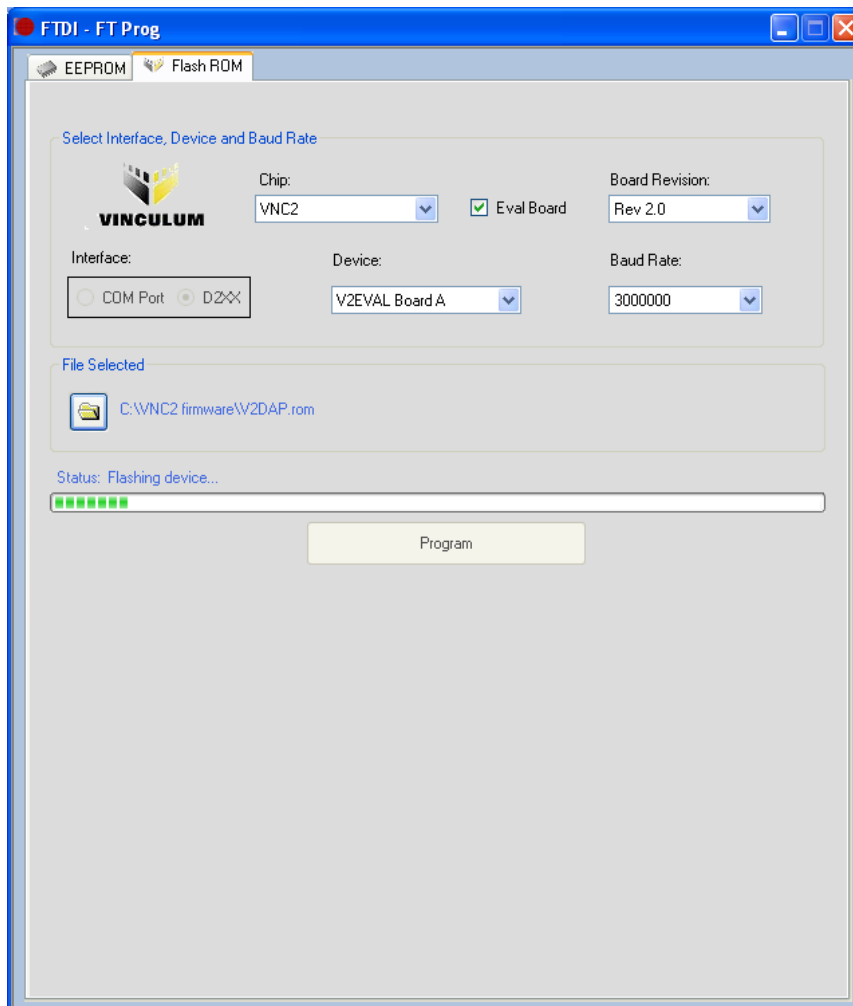 FTDI - FT Prog
EEPROM
Flash ROM
Select Interface, Device and Baud Rate
VINCULUM
Chip:
VNC2
Eval Board
Board Revision:
Rev 2.0
Interface:
COM Port
D2XX
Device:
V2EVAL Board A
Baud Rate:
3000000
File Selected
C:\VNC2 firmware\V2DAP.rom
Status: Flashing device...
Program